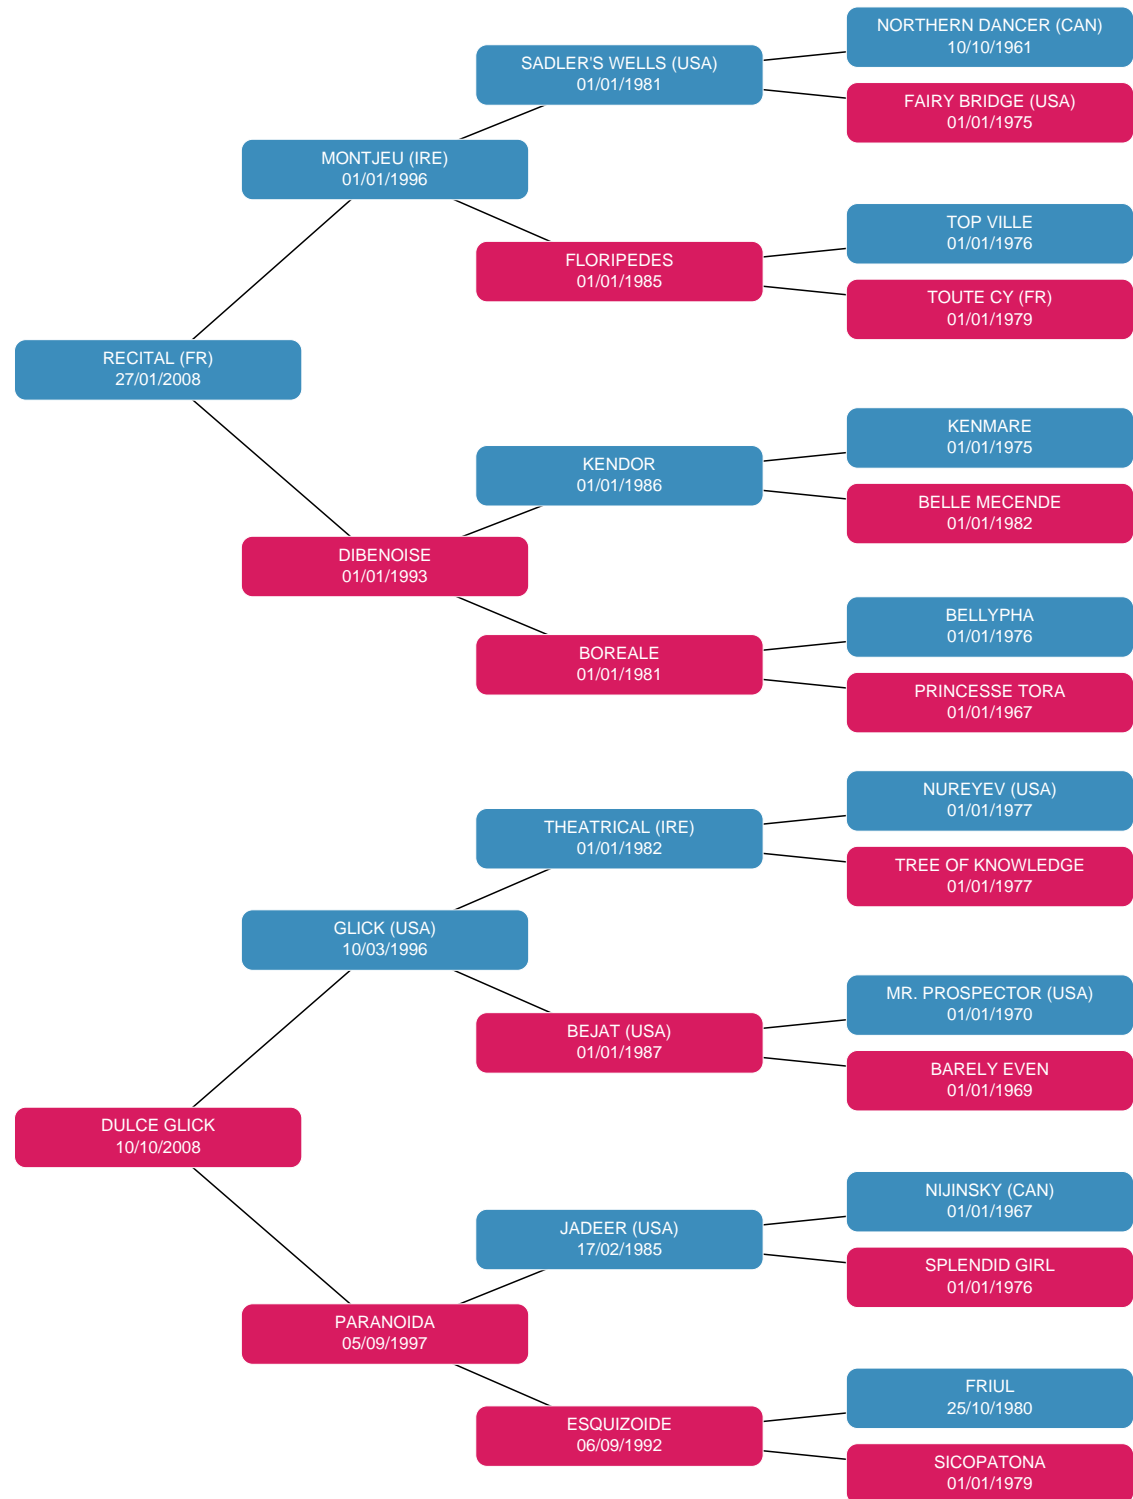 NORTHERN DANCER (CAN)
10/10/1961
SADLER'S WELLS (USA)
01/01/1981
FAIRY BRIDGE (USA)
01/01/1975
MONTJEU (IRE)
01/01/1996
TOP VILLE
01/01/1976
FLORIPEDES
01/01/1985
TOUTE CY (FR)
01/01/1979
RECITAL (FR)
27/01/2008
KENMARE
01/01/1975
KENDOR
01/01/1986
BELLE MECENDE
01/01/1982
DIBENOISE
01/01/1993
BELLYPHA
01/01/1976
BOREALE
01/01/1981
PRINCESSE TORA
01/01/1967
NUREYEV (USA)
01/01/1977
THEATRICAL (IRE)
01/01/1982
TREE OF KNOWLEDGE
01/01/1977
GLICK (USA)
10/03/1996
MR. PROSPECTOR (USA)
01/01/1970
BEJAT (USA)
01/01/1987
BARELY EVEN
01/01/1969
DULCE GLICK
10/10/2008
NIJINSKY (CAN)
01/01/1967
JADEER (USA)
17/02/1985
SPLENDID GIRL
01/01/1976
PARANOIDA
05/09/1997
FRIUL
25/10/1980
ESQUIZOIDE
06/09/1992
SICOPATONA
01/01/1979